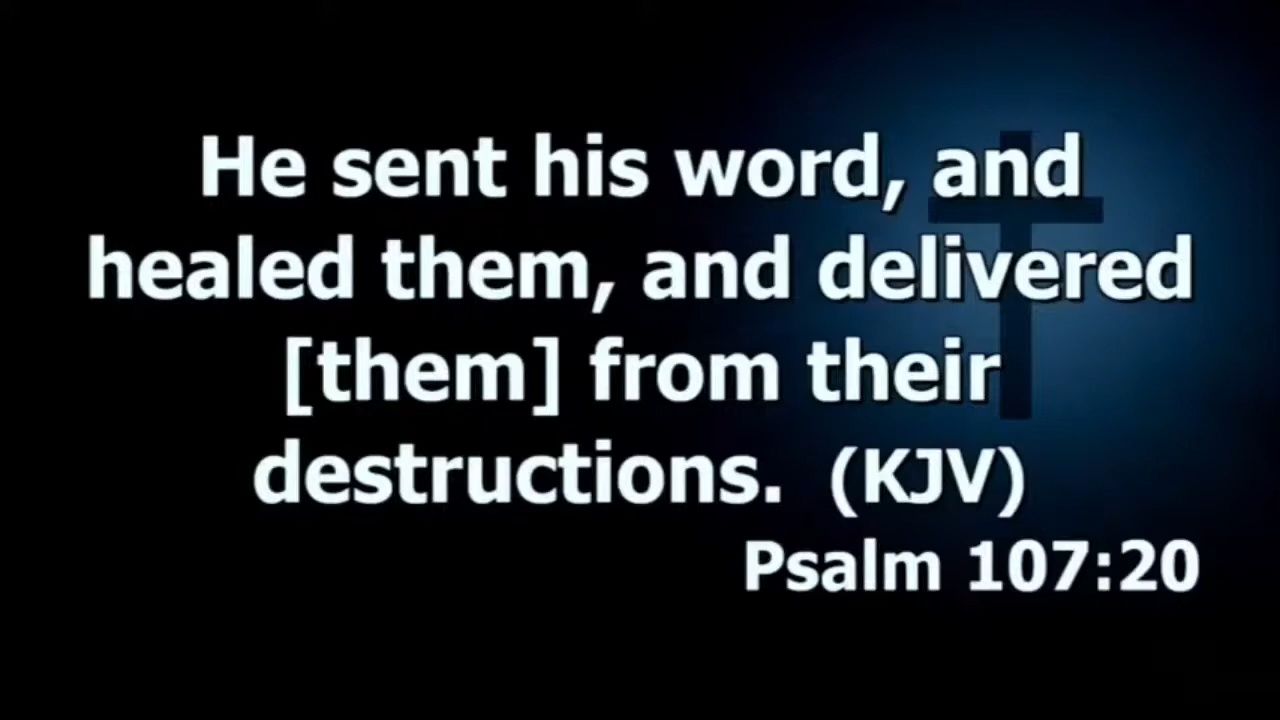 He sent his word, and
healed them, and delivered
[them] from their
destructions. (KJV)
Psalm 107:20